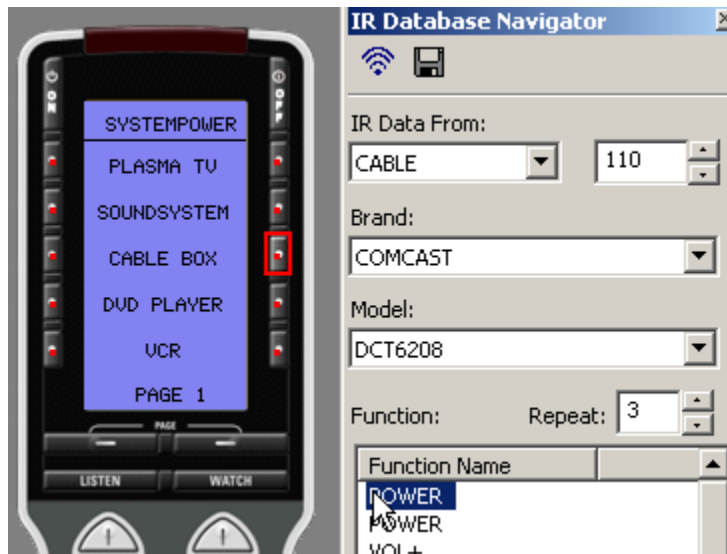 ON
OFF
SYSTEMPOWER
PLASMA TV
SOUNDSYSTEM
CABLE BOX
DVD PLAYER
VCR
PAGE 1
PAGE
LISTEN
WATCH
IR Database Navigator
IR Data From:
CABLE
110
Brand:
COMCAST
Model:
DCT6208
Function:
Repeat:
3
Function Name
POWER
POWER
VOL+